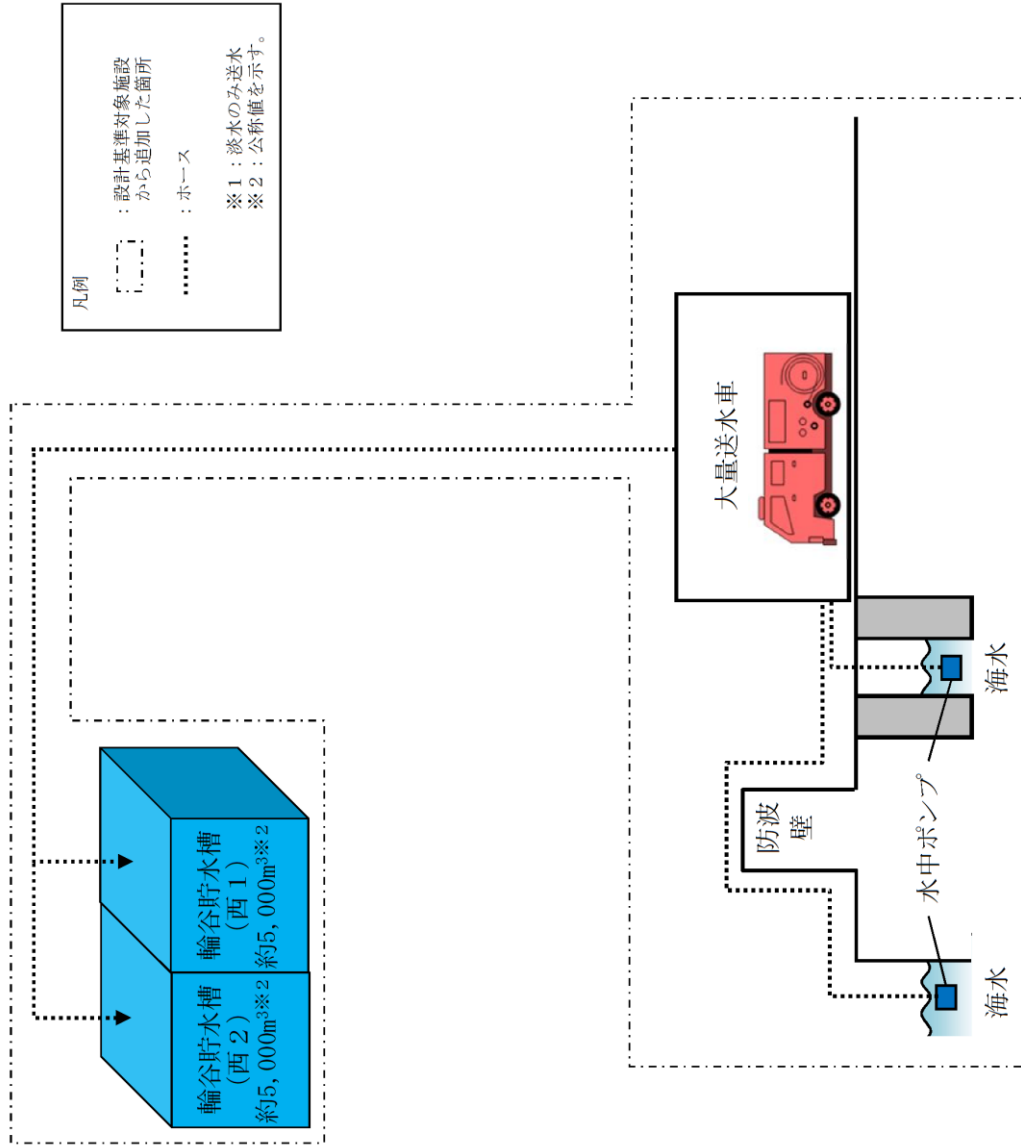 凡例
：設計基準対象施設
から追加した箇所
：ホース
※１：淡水のみ送水
※２：公称値を示す。
輪谷貯水槽
（西２）
約5,000m³※２
輪谷貯水槽
（西１）
約5,000m³※２
大量送水車
防波
壁
水中ポンプ
海水
海水